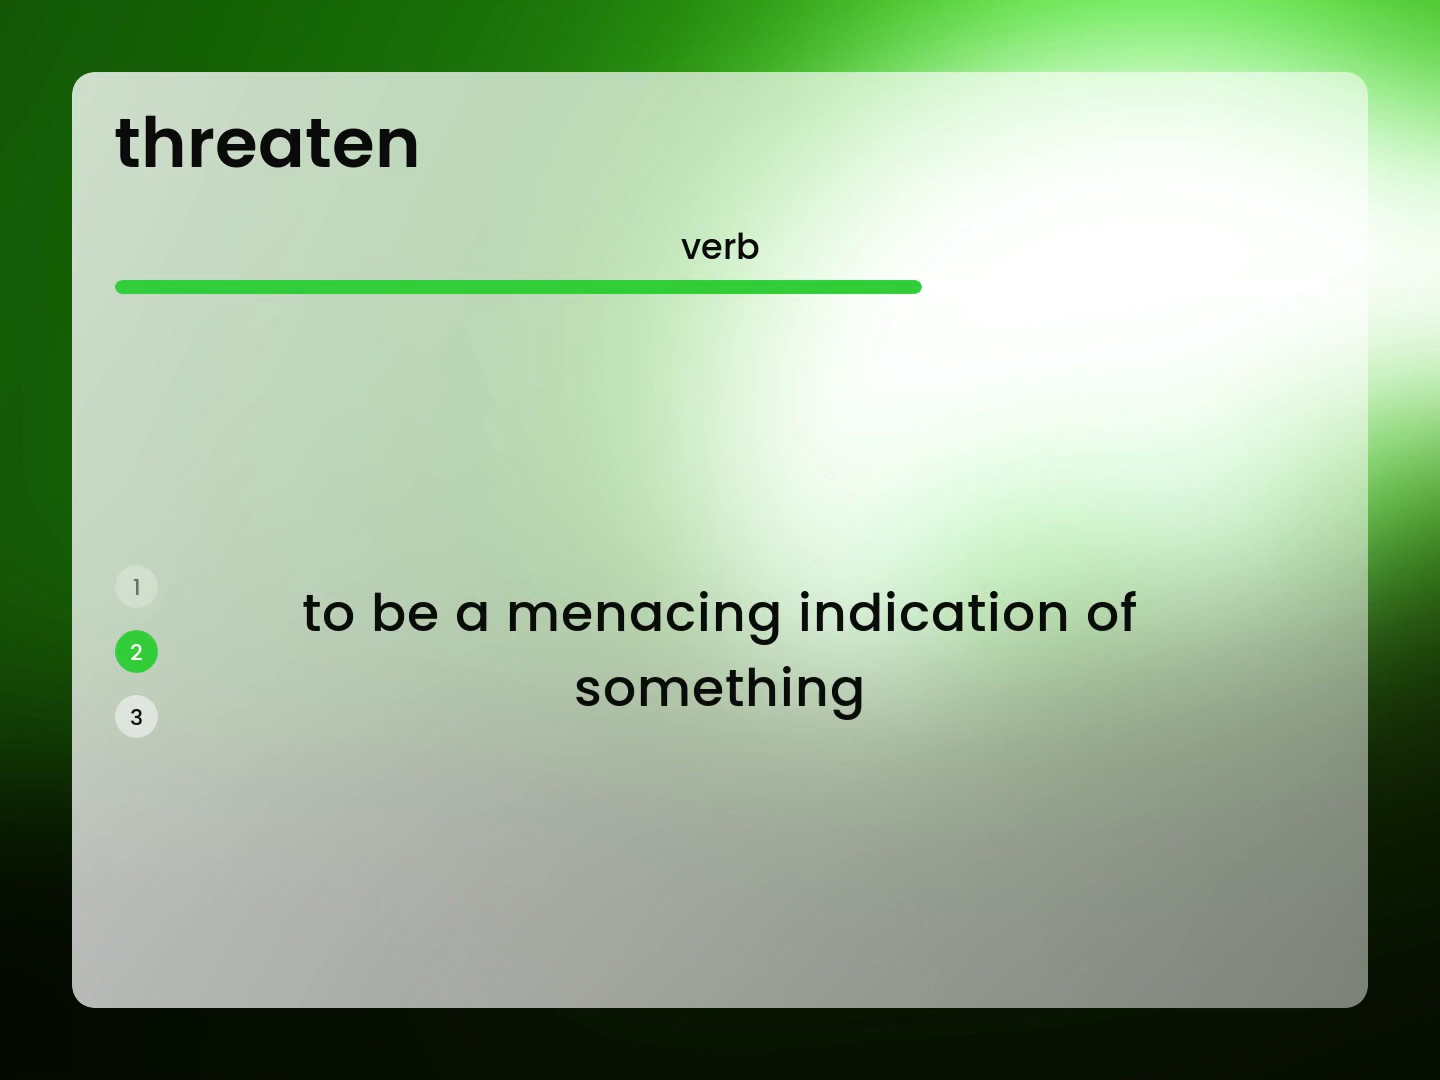 threaten
verb
1
2
3
to be a menacing indication of
something